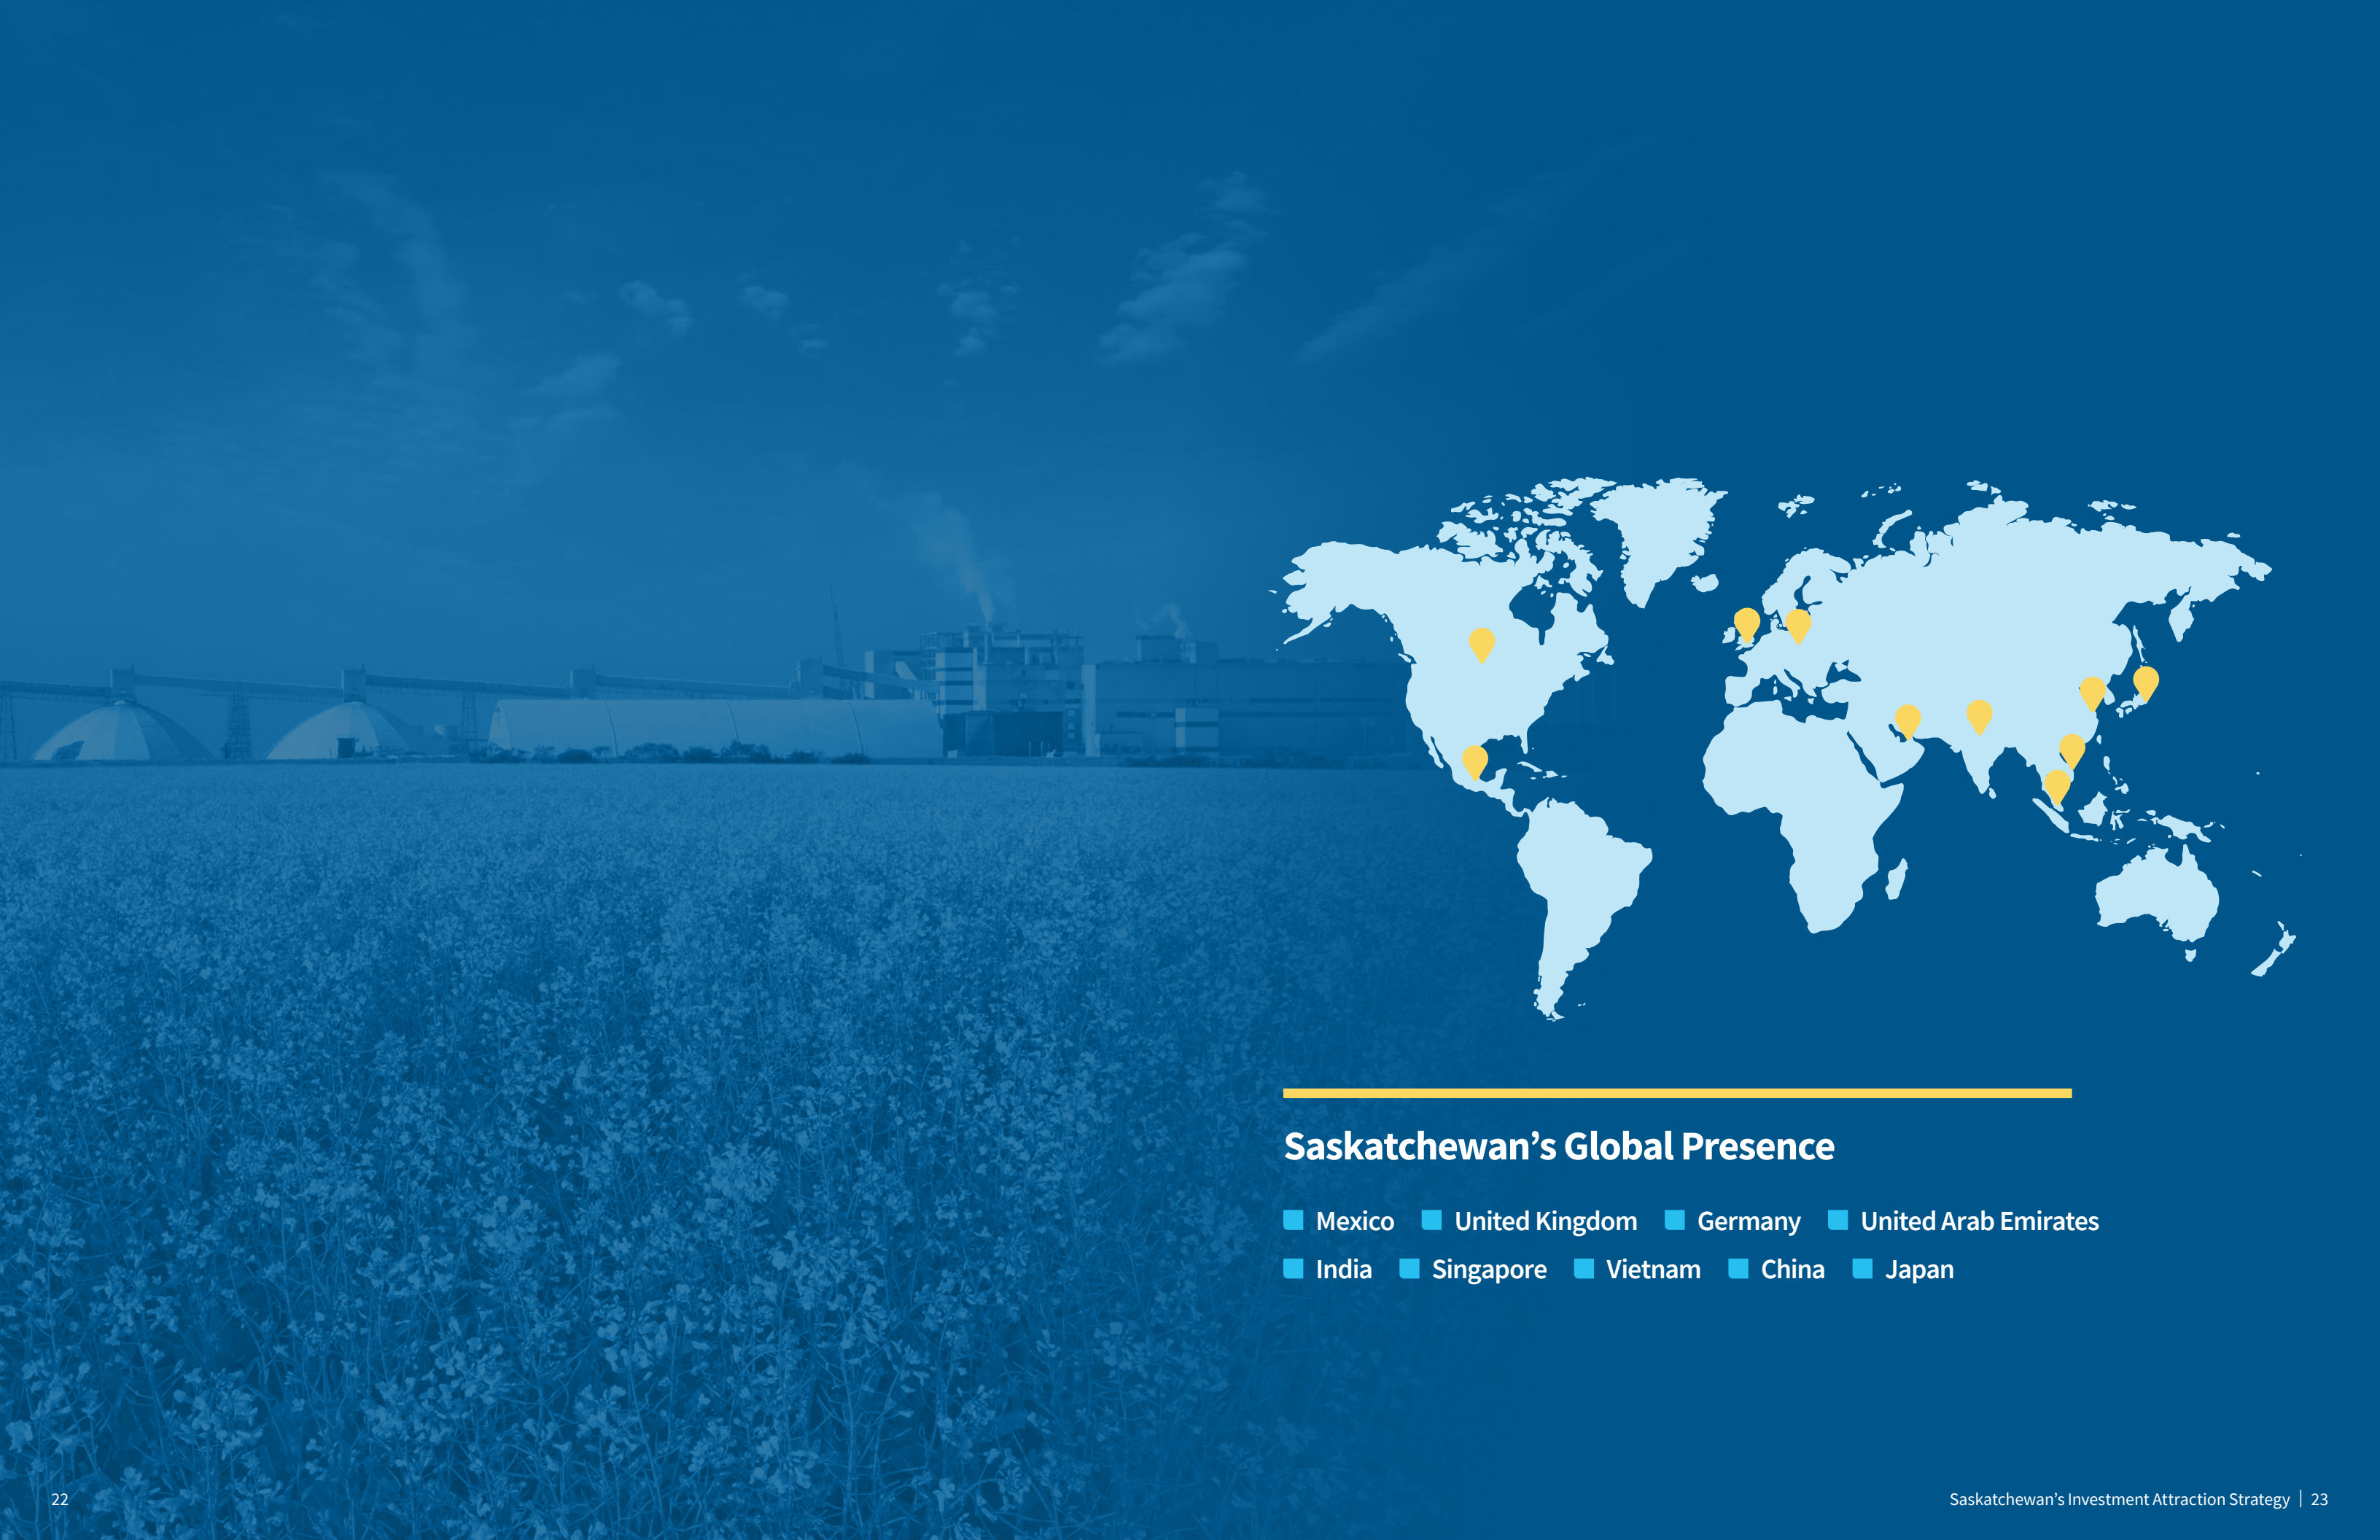 Saskatchewan’s Global Presence
Mexico United Kingdom Germany United Arab Emirates
India Singapore Vietnam China Japan
22
Saskatchewan’s Investment Attraction Strategy | 23